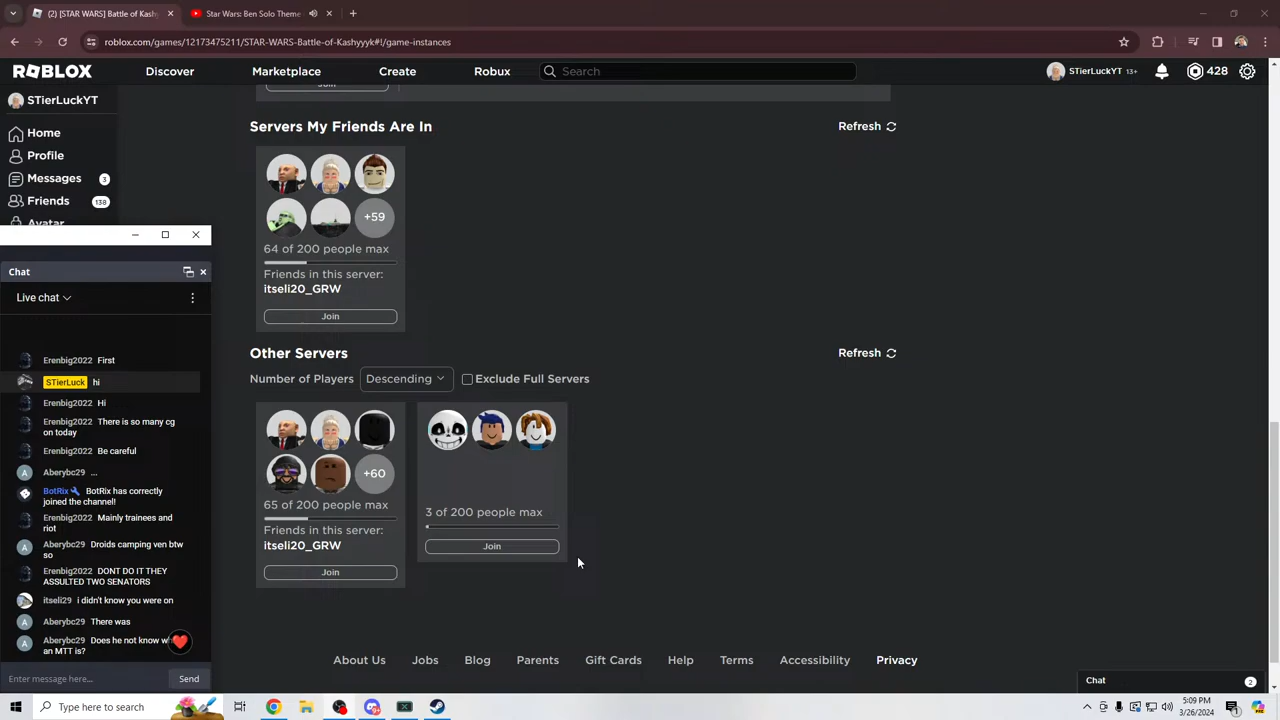 (2) [STAR WARS] Battle of Kashy
Star Wars: Ben Solo Theme
roblox.com/games/12173475211/STAR-WARS-Battle-of-Kashyyyk#!/game-instances
ROBLOX
Discover
Marketplace
Create
Robux
Search
STierLuckYT 13+
428
STierLuckYT
Home
Profile
Messages 3
Friends 138
Avatar
Join
Servers My Friends Are In
Refresh
+59
64 of 200 people max
Friends in this server:
itseli20_GRW
Join
Other Servers
Refresh
Number of Players
Descending
Exclude Full Servers
+60
65 of 200 people max
Friends in this server:
itseli20_GRW
Join
3 of 200 people max
Join
Chat
Live chat
Erenbig2022 First
STierLuck hi
Erenbig2022 Hi
Erenbig2022 There is so many cg
on today
Erenbig2022 Be careful
Aberybc29 ...
BotRix BotRix has correctly
joined the channel!
Erenbig2022 Mainly trainees and
riot
Aberybc29 Droids camping ven btw
so
Erenbig2022 DONT DO IT THEY
ASSULTED TWO SENATORS
itseli29 i didn't know you were on
Aberybc29 There was
Aberybc29 Does he not know
an MTT is?
Enter message here...
Send
About Us
Jobs
Blog
Parents
Gift Cards
Help
Terms
Accessibility
Privacy
Chat
2
Type here to search
5:09 PM
3/26/2024